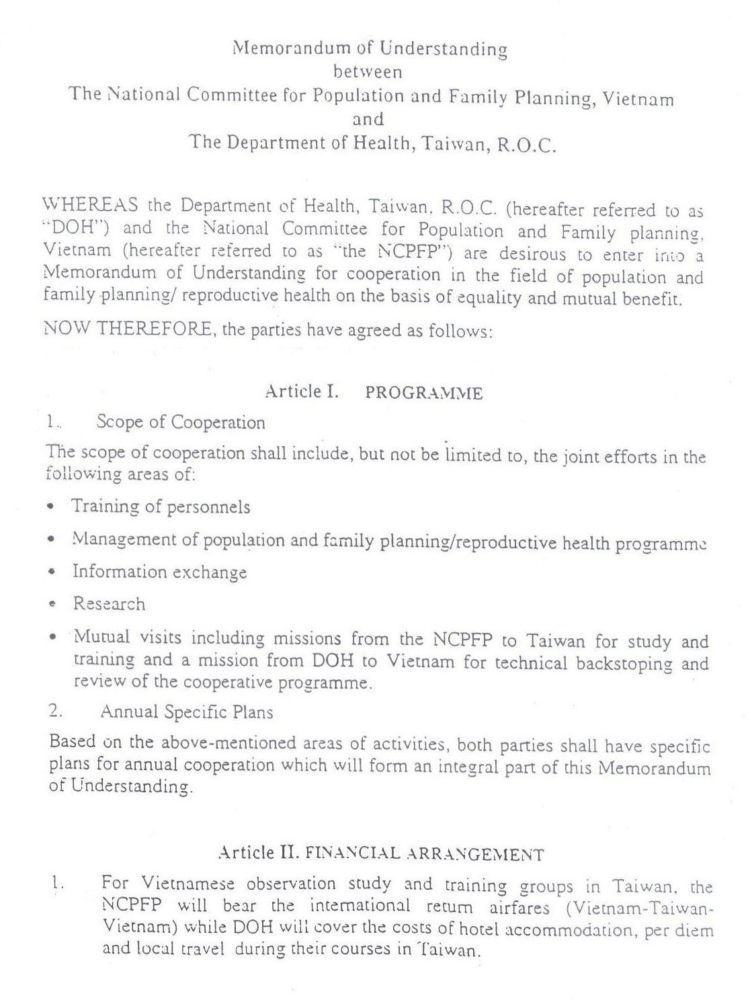 Memorandum of Understanding
between
The National Committee for Population and Family Planning, Vietnam
and
The Department of Health, Taiwan, R.O.C.
WHEREAS the Department of Health, Taiwan, R.O.C. (hereafter referred to as
"DOH") and the National Committee for Population and Family planning,
Vietnam (hereafter referred to as "the NCPFP") are desirous to enter into a
Memorandum of Understanding for cooperation in the field of population and
family planning/ reproductive health on the basis of equality and mutual benefit.
NOW THEREFORE, the parties have agreed as follows:
Article I. PROGRAMME
1. Scope of Cooperation
The scope of cooperation shall include, but not be limited to, the joint efforts in the
following areas of:
• Training of personnels
• Management of population and family planning/reproductive health programme
• Information exchange
• Research
• Mutual visits including missions from the NCPFP to Taiwan for study and
training and a mission from DOH to Vietnam for technical backstoping and
review of the cooperative programme.
2. Annual Specific Plans
Based on the above-mentioned areas of activities, both parties shall have specific
plans for annual cooperation which will form an integral part of this Memorandum
of Understanding.
Article II. FINANCIAL ARRANGEMENT
1. For Vietnamese observation study and training groups in Taiwan, the
NCPFP will bear the international return airfares (Vietnam-Taiwan-
Vietnam) while DOH will cover the costs of hotel accommodation, per diem
and local travel during their courses in Taiwan.